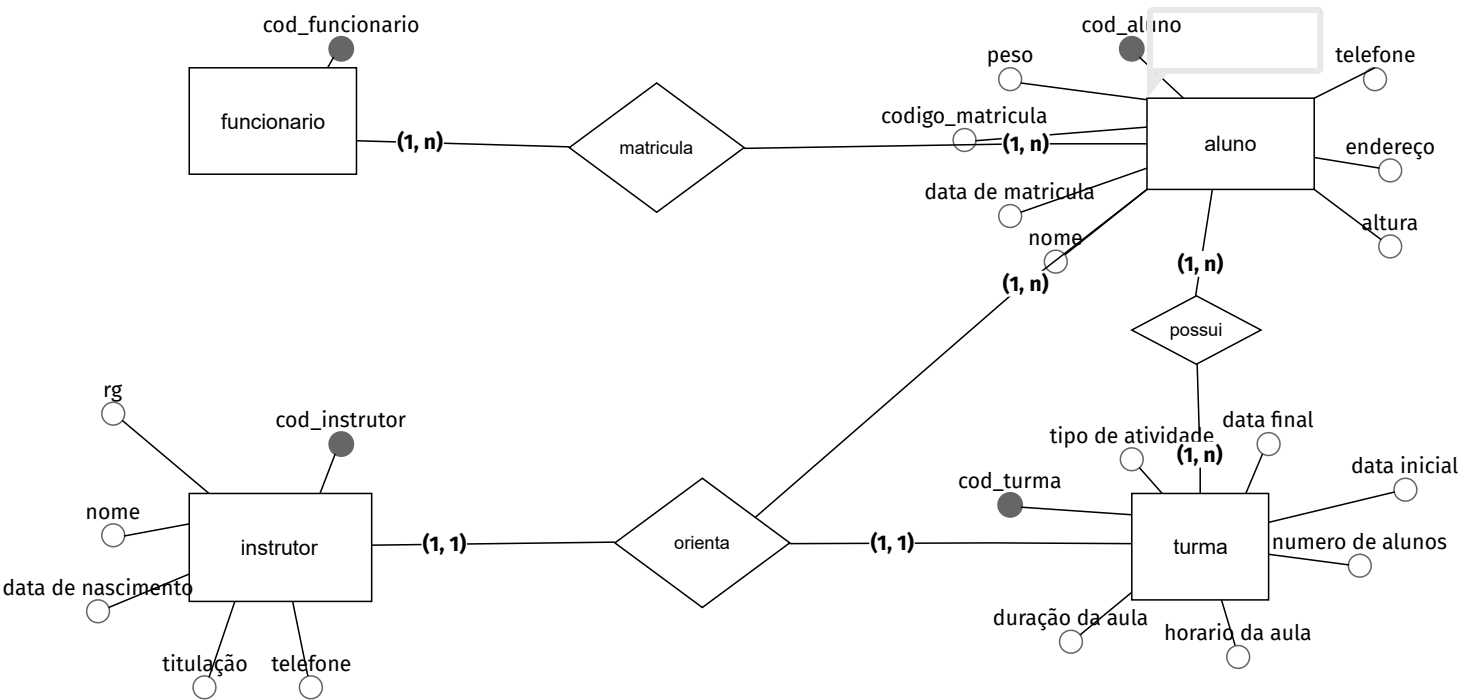 cod_funcionario
cod_aluno
peso
telefone
codigo_matricula
funcionario
(1, n)
matricula
(1, n)
aluno
endereço
data de matricula
altura
nome
(1, n)
(1, n)
possui
rg
cod_instrutor
data final
tipo de atividade
(1, n)
data inicial
cod_turma
nome
instrutor
(1, 1)
orienta
(1, 1)
turma
numero de alunos
data de nascimento
duração da aula
horario da aula
titulação
telefone